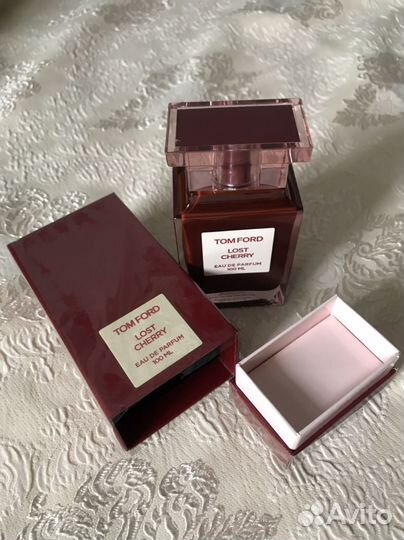 TOM FORD
LOST
CHERRY
EAU DE PARFUM
100 ML
TOM FORD
LOST
CHERRY
EAU DE PARFUM
100 ML
Avito